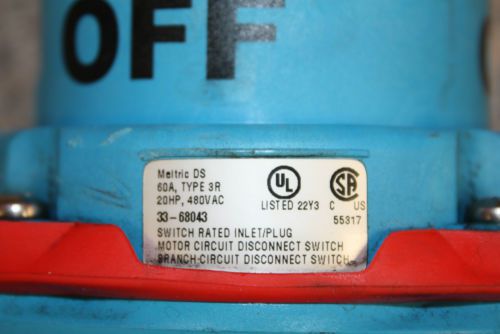 OFF
Meltric DS
60A, TYPE 3R
20HP, 480VAC
33-68043
UL
LISTED 22Y3
SA
C US
55317
SWITCH RATED INLET/PLUG
MOTOR CIRCUIT DISCONNECT SWITCH
BRANCH-CIRCUIT DISCONNECT SWITCH